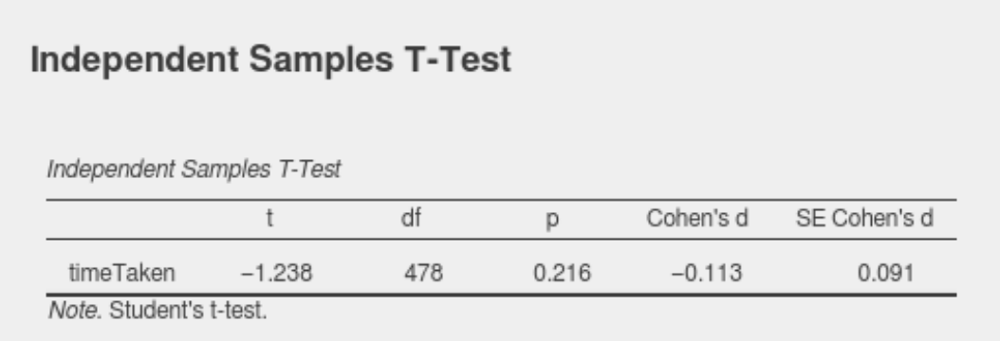 Independent Samples T-Test
Independent Samples T-Test
t df p Cohen's d SE Cohen's d
timeTaken −1.238 478 0.216 −0.113 0.091
Note. Student's t-test.